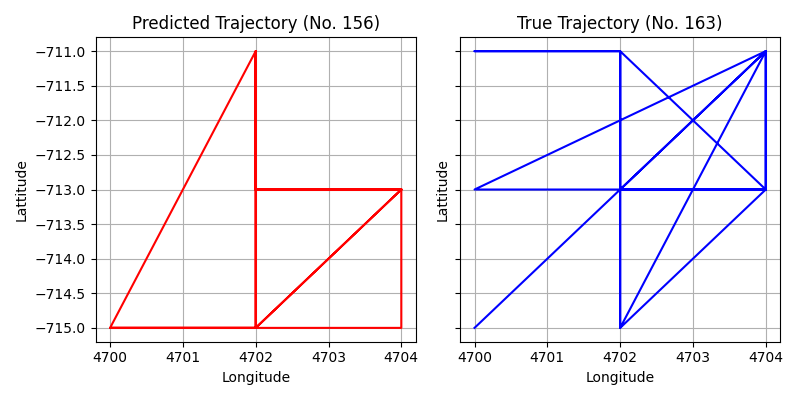 Predicted Trajectory (No. 156)
True Trajectory (No. 163)
−711.0
−711.5
−712.0
−712.5
−713.0
−713.5
−714.0
−714.5
−715.0
Lattitude
Lattitude
4700 4701 4702 4703 4704
4700 4701 4702 4703 4704
Longitude
Longitude